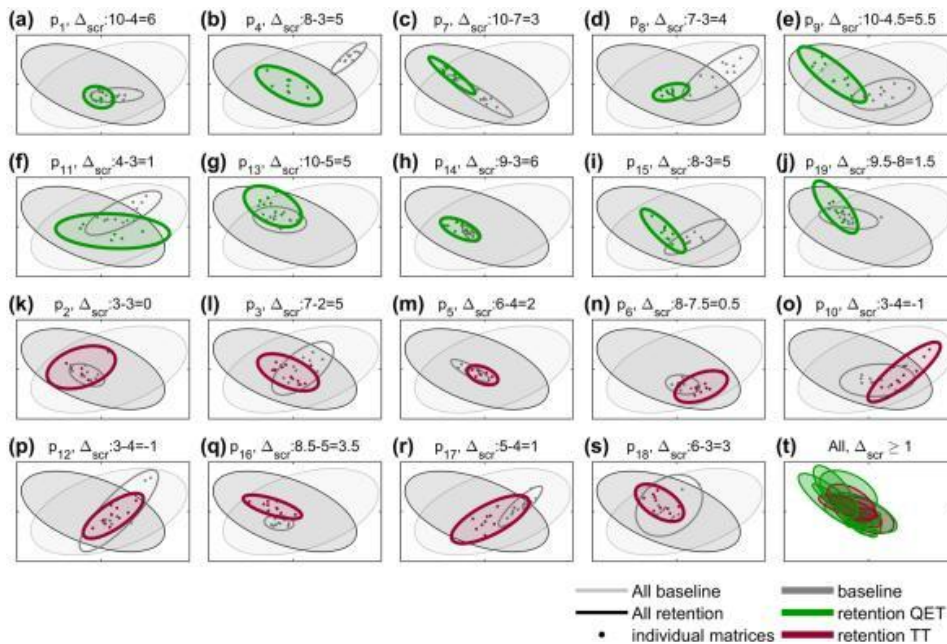 (a) p1, Δscr:10-4=6
(b) p4, Δscr:8-3=5
(c) p7, Δscr:10-7=3
(d) p8, Δscr:7-3=4
(e) p9, Δscr:10-4.5=5.5
(f) p11, Δscr:4-3=1
(g) p13, Δscr:10-5=5
(h) p14, Δscr:9-3=6
(i) p15, Δscr:8-3=5
(j) p19, Δscr:9.5-8=1.5
(k) p2, Δscr:3-3=0
(l) p3, Δscr:7-2=5
(m) p5, Δscr:6-4=2
(n) p6, Δscr:8-7.5=0.5
(o) p10, Δscr:3-4=-1
(p) p12, Δscr:3-4=-1
(q) p16, Δscr:8.5-5=3.5
(r) p17, Δscr:5-4=1
(s) p18, Δscr:6-3=3
(t) All, Δscr ≥ 1
All baseline
All retention
individual matrices
baseline
retention QET
retention TT